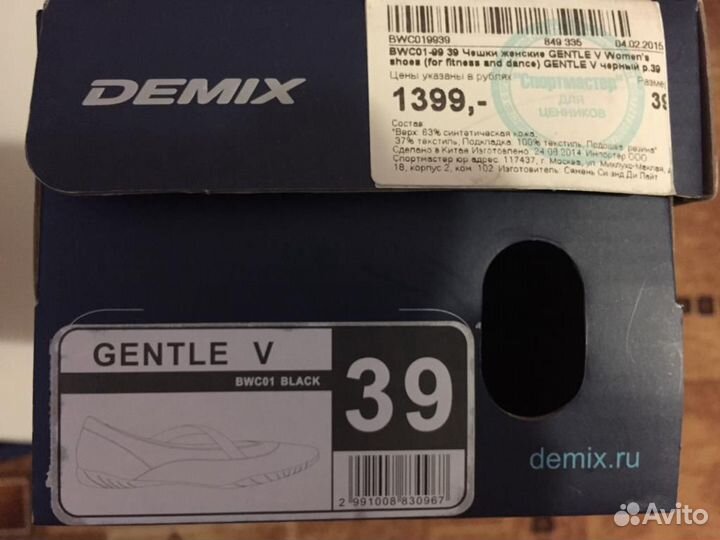 DEMIX
BWC019939 849 335 04.02.2015
BWC01-99 39 Чешки женские GENTLE V Women's
shoes (for fitness and dance) GENTLE V черный р.39
Цены указаны в рублях Размер
1399,- 39
"Спортмастер"
ДЛЯ
ЦЕННИКОВ
Состав
"Верх: 63% синтетическая кожа,
37% текстиль, Подкладка: 100% текстиль, Подошва: резина"
Сделано в Китае Изготовлено: 24.08.2014 Импортер ООО
Спортмастер юр адрес: 117437, г. Москва, ул. Миклухо-Маклая, д
18, корпус 2, ком. 102 Изготовитель: Сямень Си энд Ди Лайт
GENTLE V
BWC01 BLACK
39
2 991008 830967
demix.ru
Avito